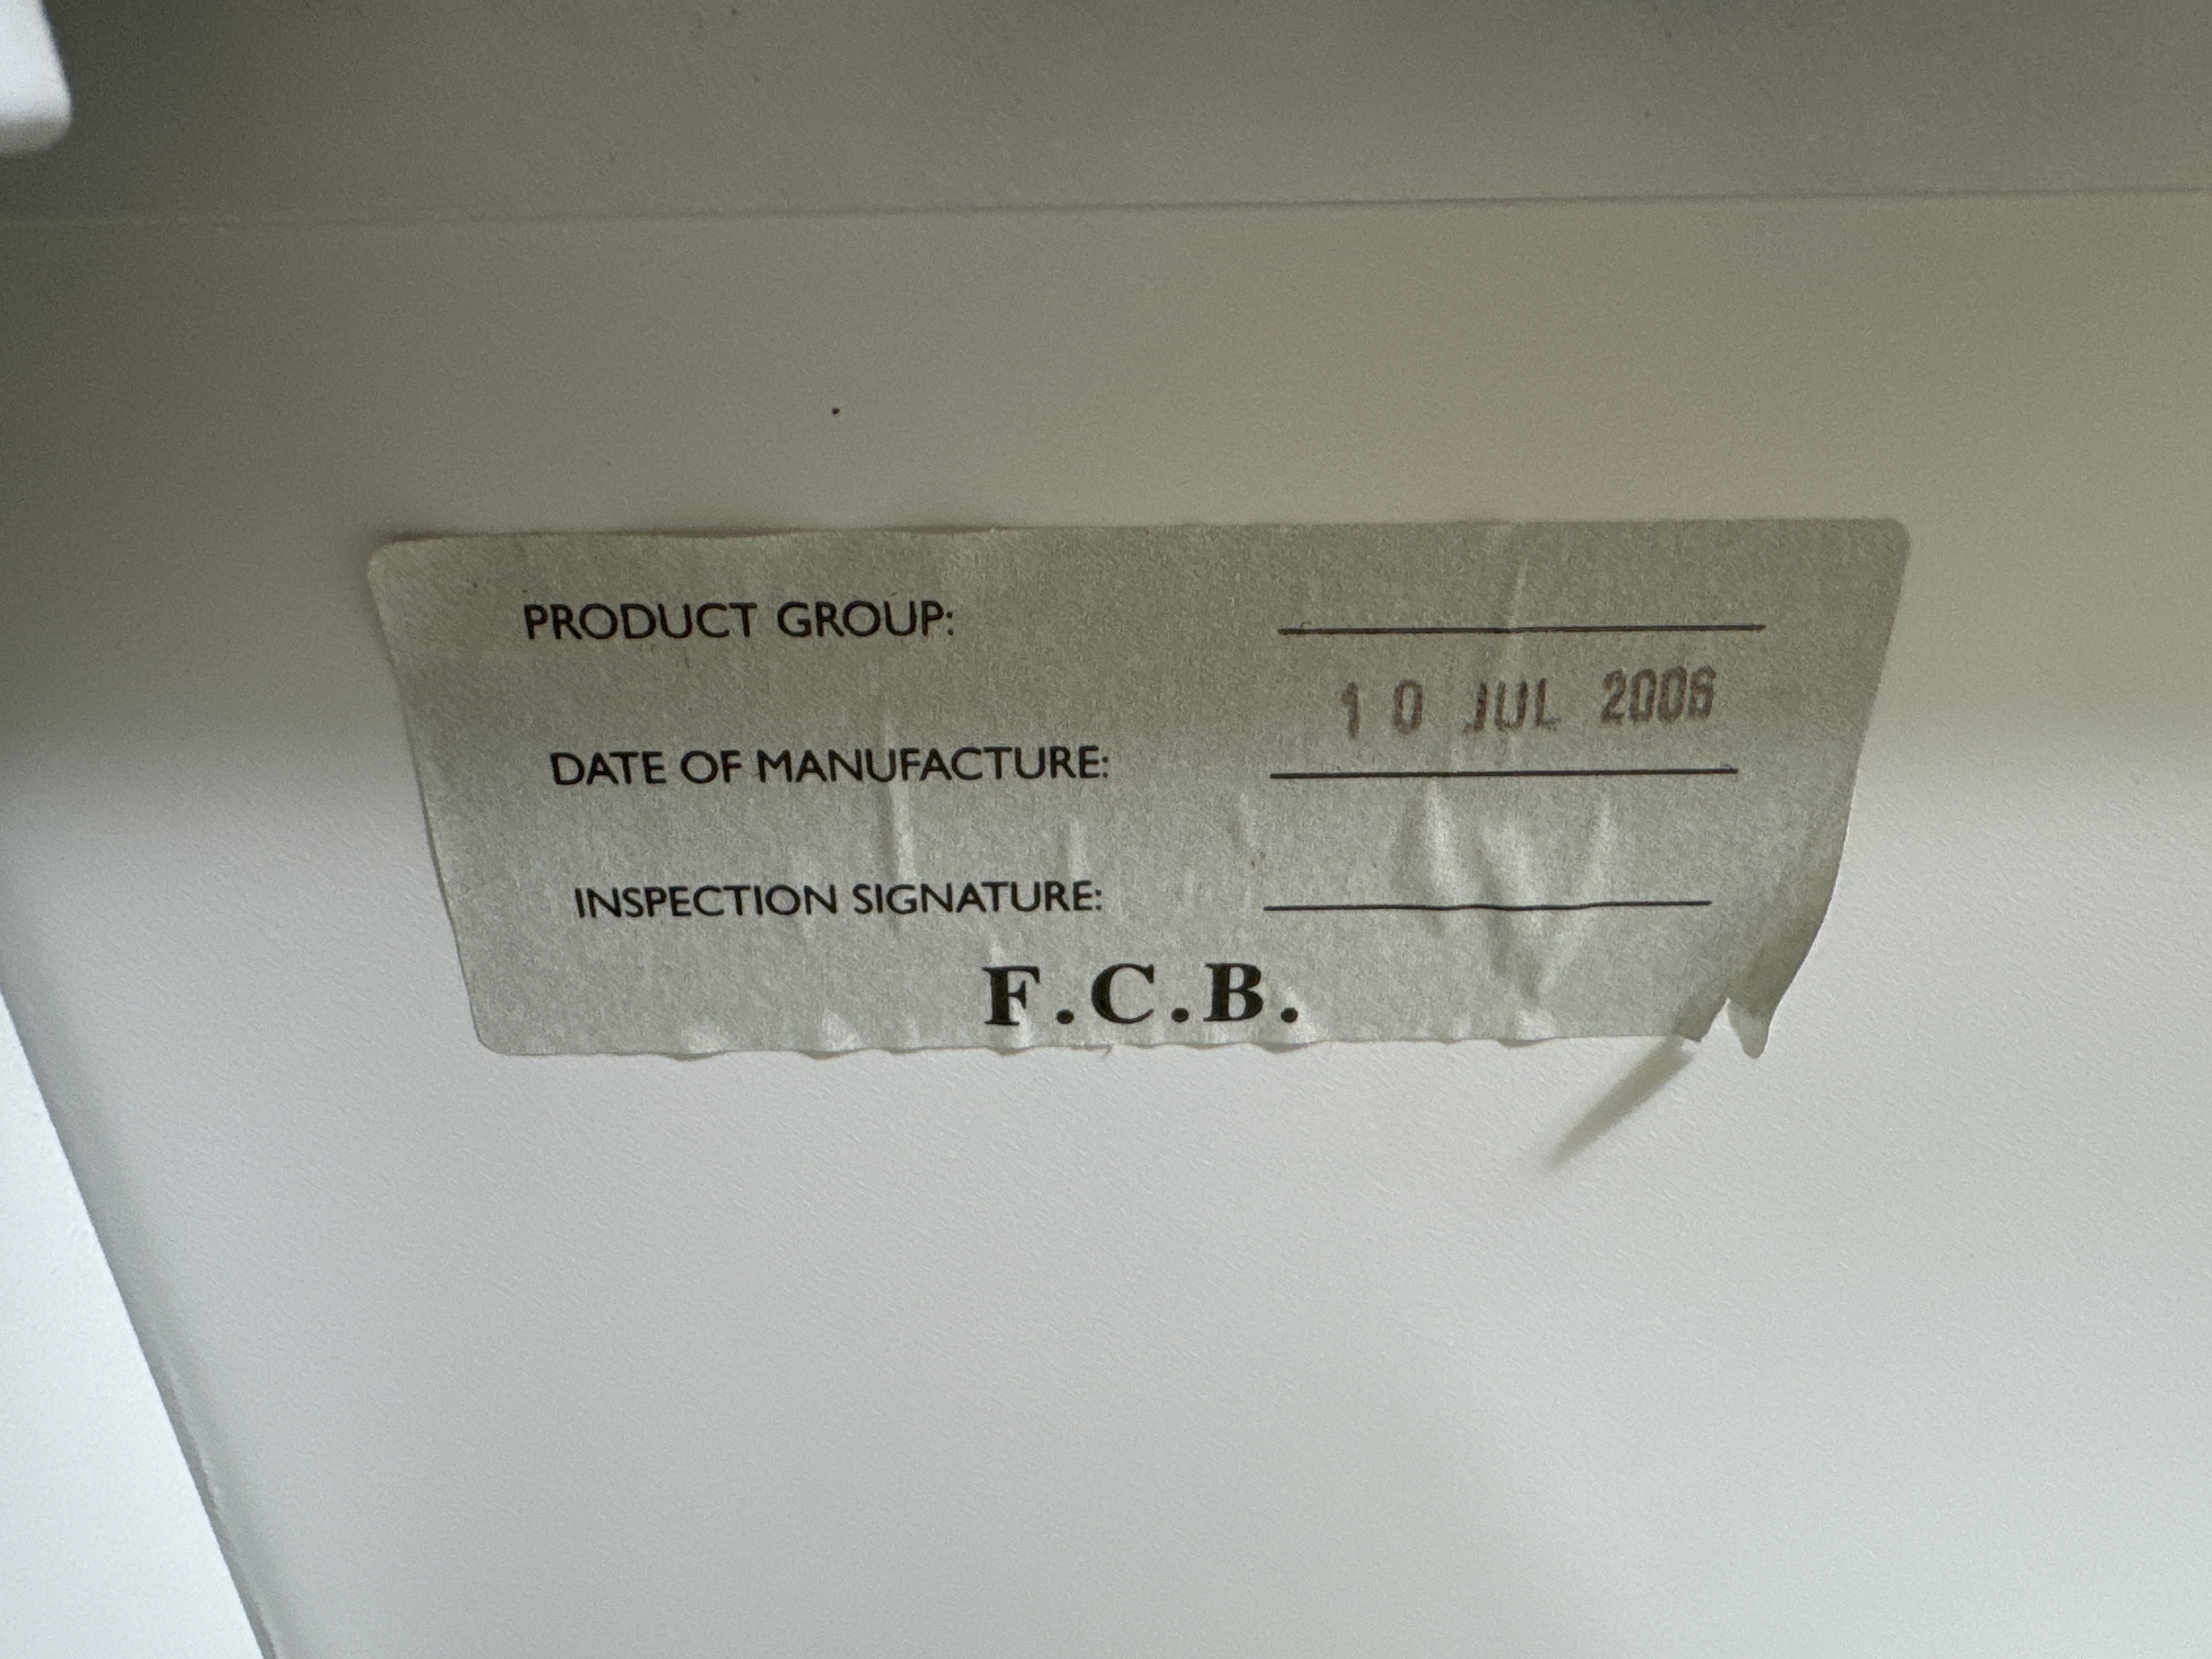 PRODUCT GROUP:
10 JUL 2006
DATE OF MANUFACTURE:
INSPECTION SIGNATURE:
F.C.B.